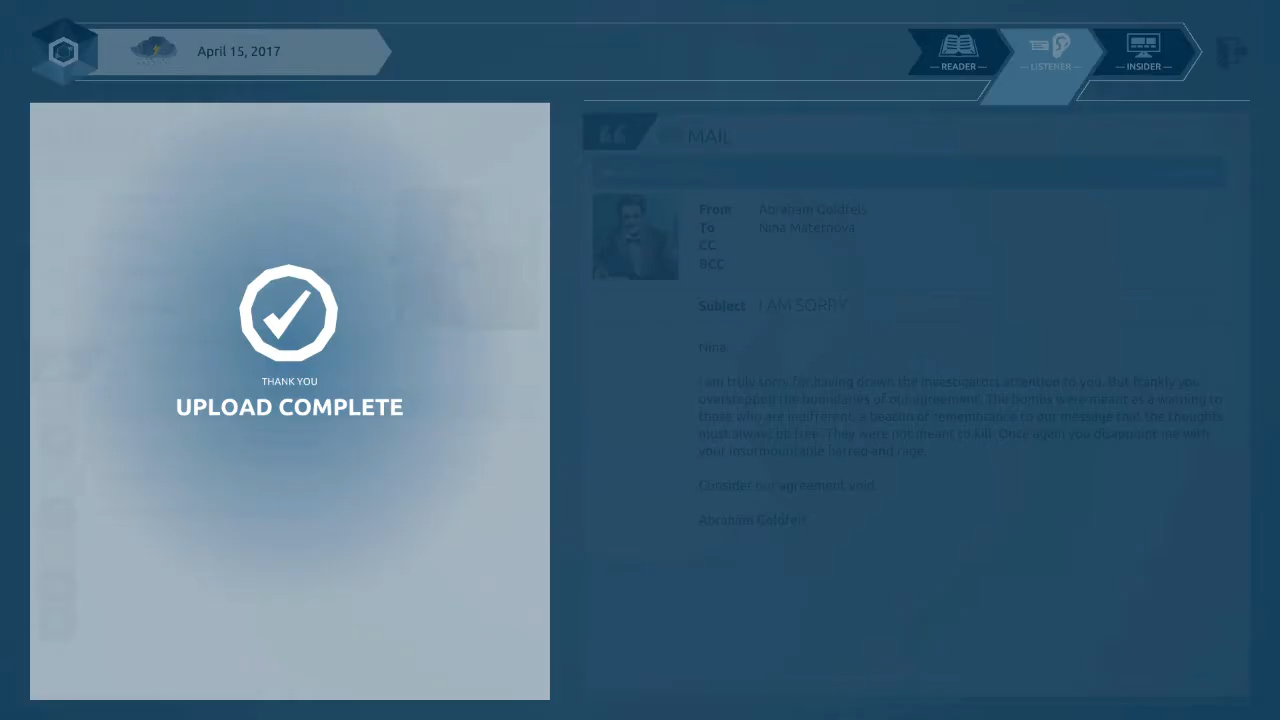 April 15, 2017
— READER —
— LISTENER —
— INSIDER —
THANK YOU
UPLOAD COMPLETE
MAIL
From Abraham Goldfels
To Nina Maternova
CC
BCC
Subject I AM SORRY
Nina,
I am truly sorry for having drawn the investigators attention to you. But frankly you
overstepped the boundaries of our agreement. The bombs were meant as a warning to
those who are indifferent, a beacon of remembrance to our message that the thoughts
must always be free. They were not meant to kill. Once again you disappoint me with
your insurmountable hatred and rage.
Consider our agreement void.
Abraham Goldfels